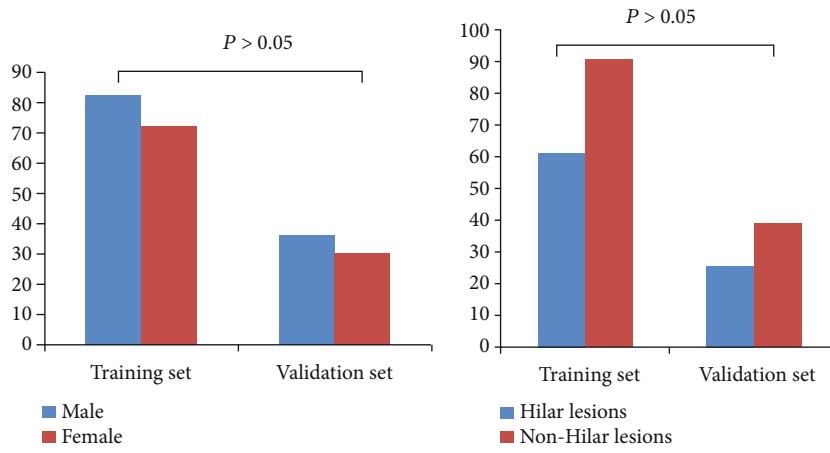 P > 0.05
90
80
70
60
50
40
30
20
10
0
Training set Validation set
Male
Female
P > 0.05
100
90
80
70
60
50
40
30
20
10
0
Training set Validation set
Hilar lesions
Non-Hilar lesions